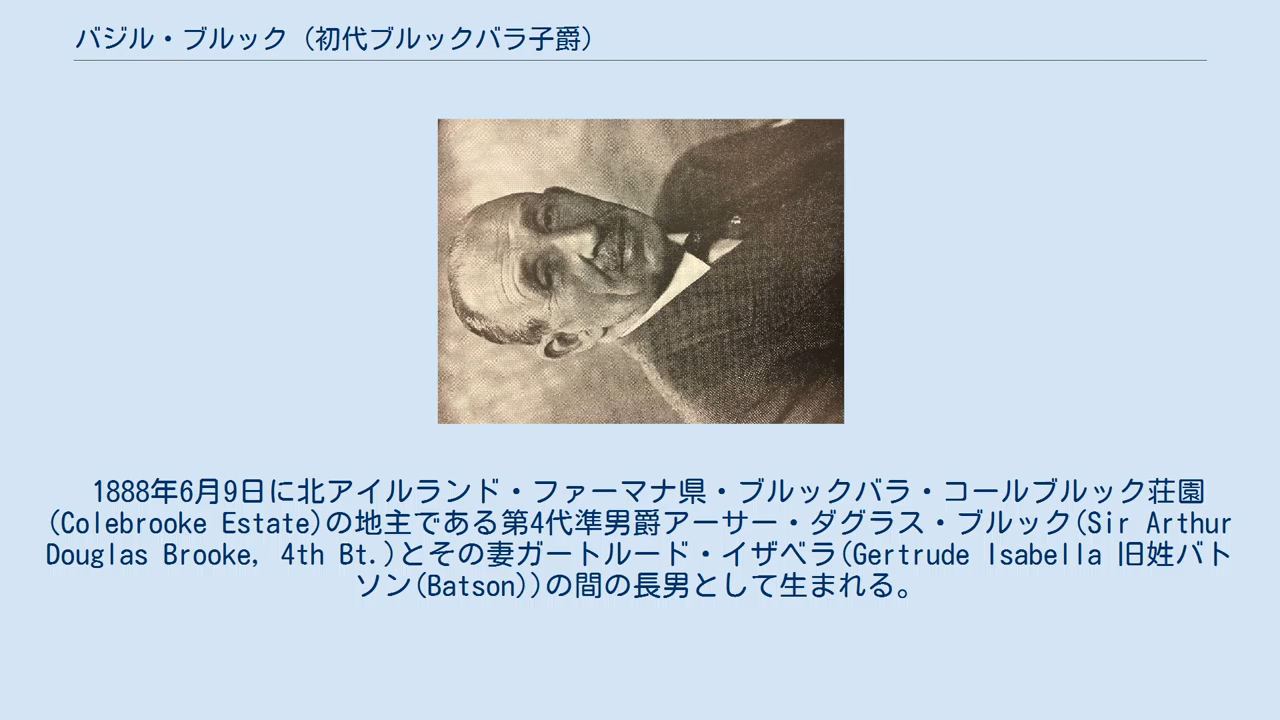 バジル・ブルック（初代ブルックバラ子爵）
1888年6月9日に北アイルランド・ファーマナ県・ブルックバラ・コールブルック荘園
(Colebrooke Estate)の地主である第4代準男爵アーサー・ダグラス・ブルック(Sir Arthur
Douglas Brooke, 4th Bt.)とその妻ガートルード・イザベラ(Gertrude Isabella 旧姓バト
ソン(Batson))の間の長男として生まれる。